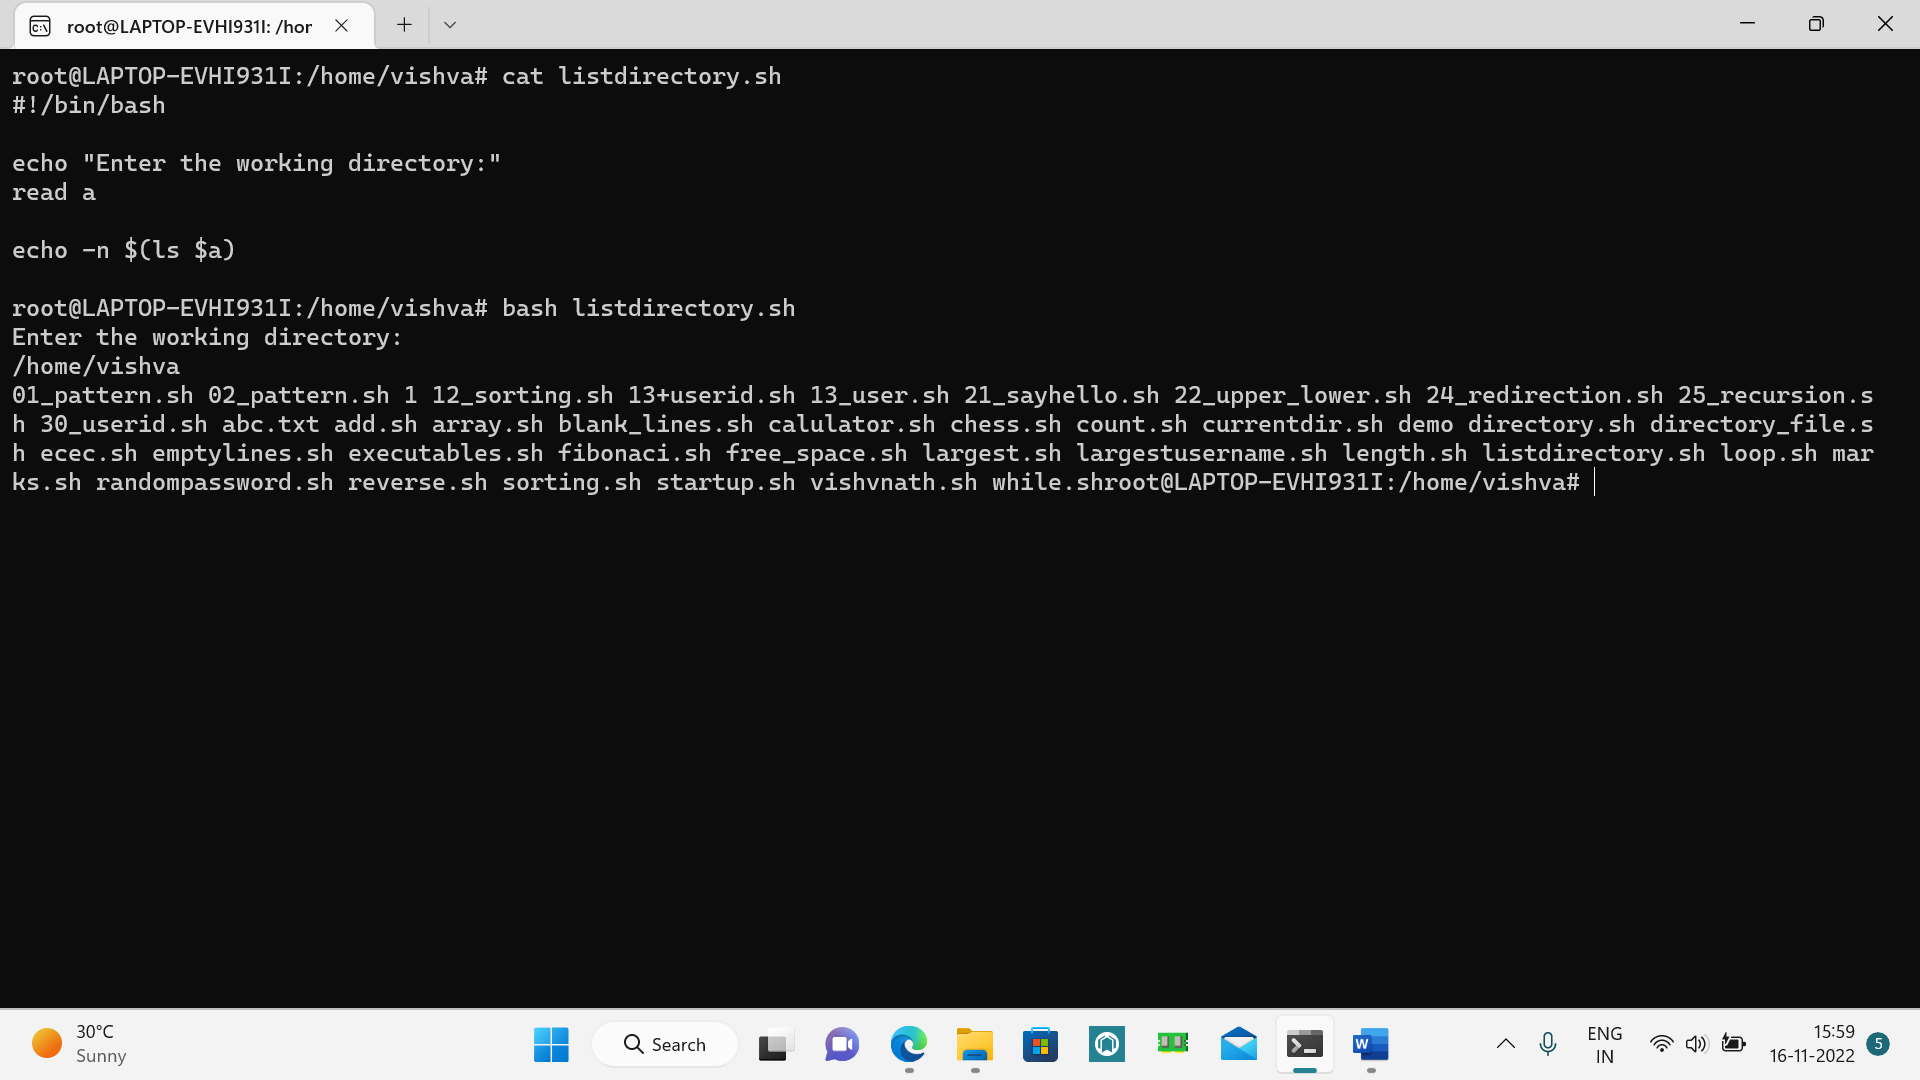 root@LAPTOP-EVHI931I: /hor
root@LAPTOP-EVHI931I:/home/vishva# cat listdirectory.sh
#!/bin/bash
echo "Enter the working directory:"
read a
echo -n $(ls $a)
root@LAPTOP-EVHI931I:/home/vishva# bash listdirectory.sh
Enter the working directory:
/home/vishva
01_pattern.sh 02_pattern.sh 1 12_sorting.sh 13+userid.sh 13_user.sh 21_sayhello.sh 22_upper_lower.sh 24_redirection.sh 25_recursion.s
h 30_userid.sh abc.txt add.sh array.sh blank_lines.sh calulator.sh chess.sh count.sh currentdir.sh demo directory.sh directory_file.s
h ecec.sh emptylines.sh executables.sh fibonaci.sh free_space.sh largest.sh largestusername.sh length.sh listdirectory.sh loop.sh mar
ks.sh randompassword.sh reverse.sh sorting.sh startup.sh vishvnath.sh while.shroot@LAPTOP-EVHI931I:/home/vishva#
30°C
Sunny
Search
W
ENG
IN
15:59
16-11-2022
5